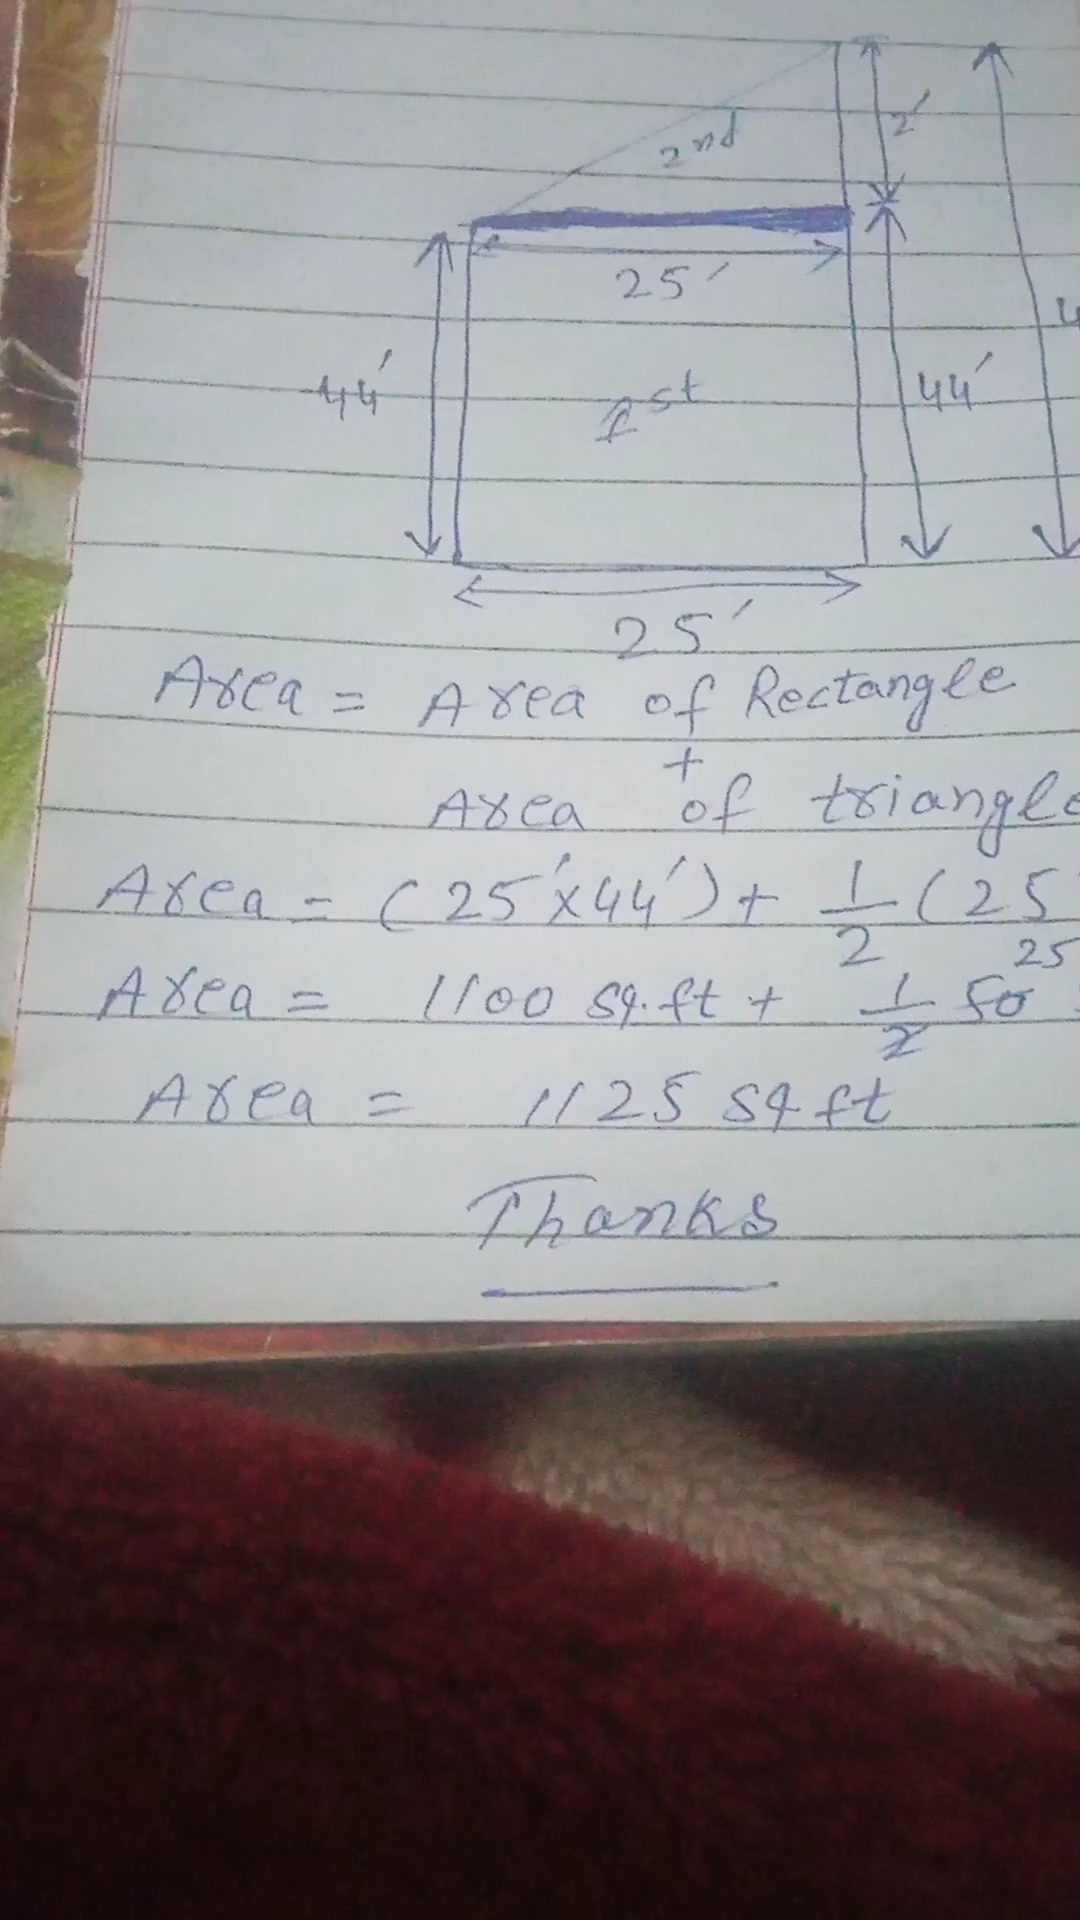 2'
2nd
25'
44'
1st
44'
25'
Area = Area of Rectangle
+
Area of triangle
Area = (25'x44') + 1/2 (25'
25
Area = 1100 sq.ft + 1/2 50
Area = 1125 sq ft
Thanks